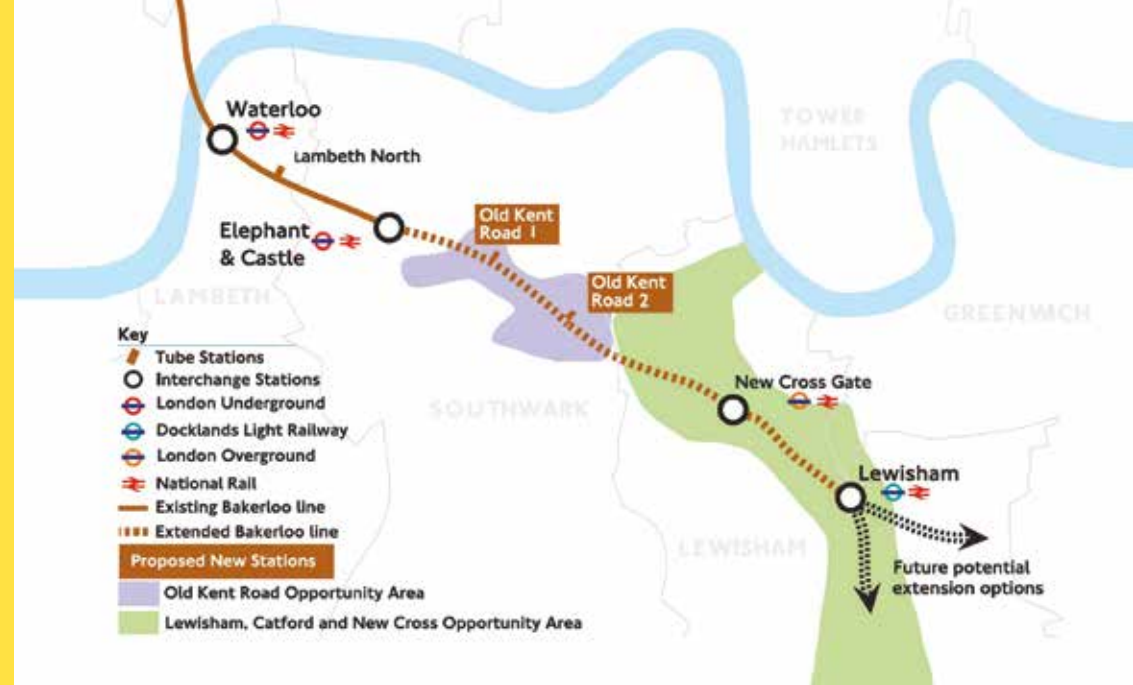 Waterloo
Lambeth North
TOWER
HAMLETS
Elephant
& Castle
Old Kent
Road 1
Old Kent
Road 2
LAMBETH
GREENWICH
SOUTHWARK
New Cross Gate
Lewisham
LEWISHAM
Future potential
extension options
Key
Tube Stations
Interchange Stations
London Underground
Docklands Light Railway
London Overground
National Rail
Existing Bakerloo line
Extended Bakerloo line
Proposed New Stations
Old Kent Road Opportunity Area
Lewisham, Catford and New Cross Opportunity Area